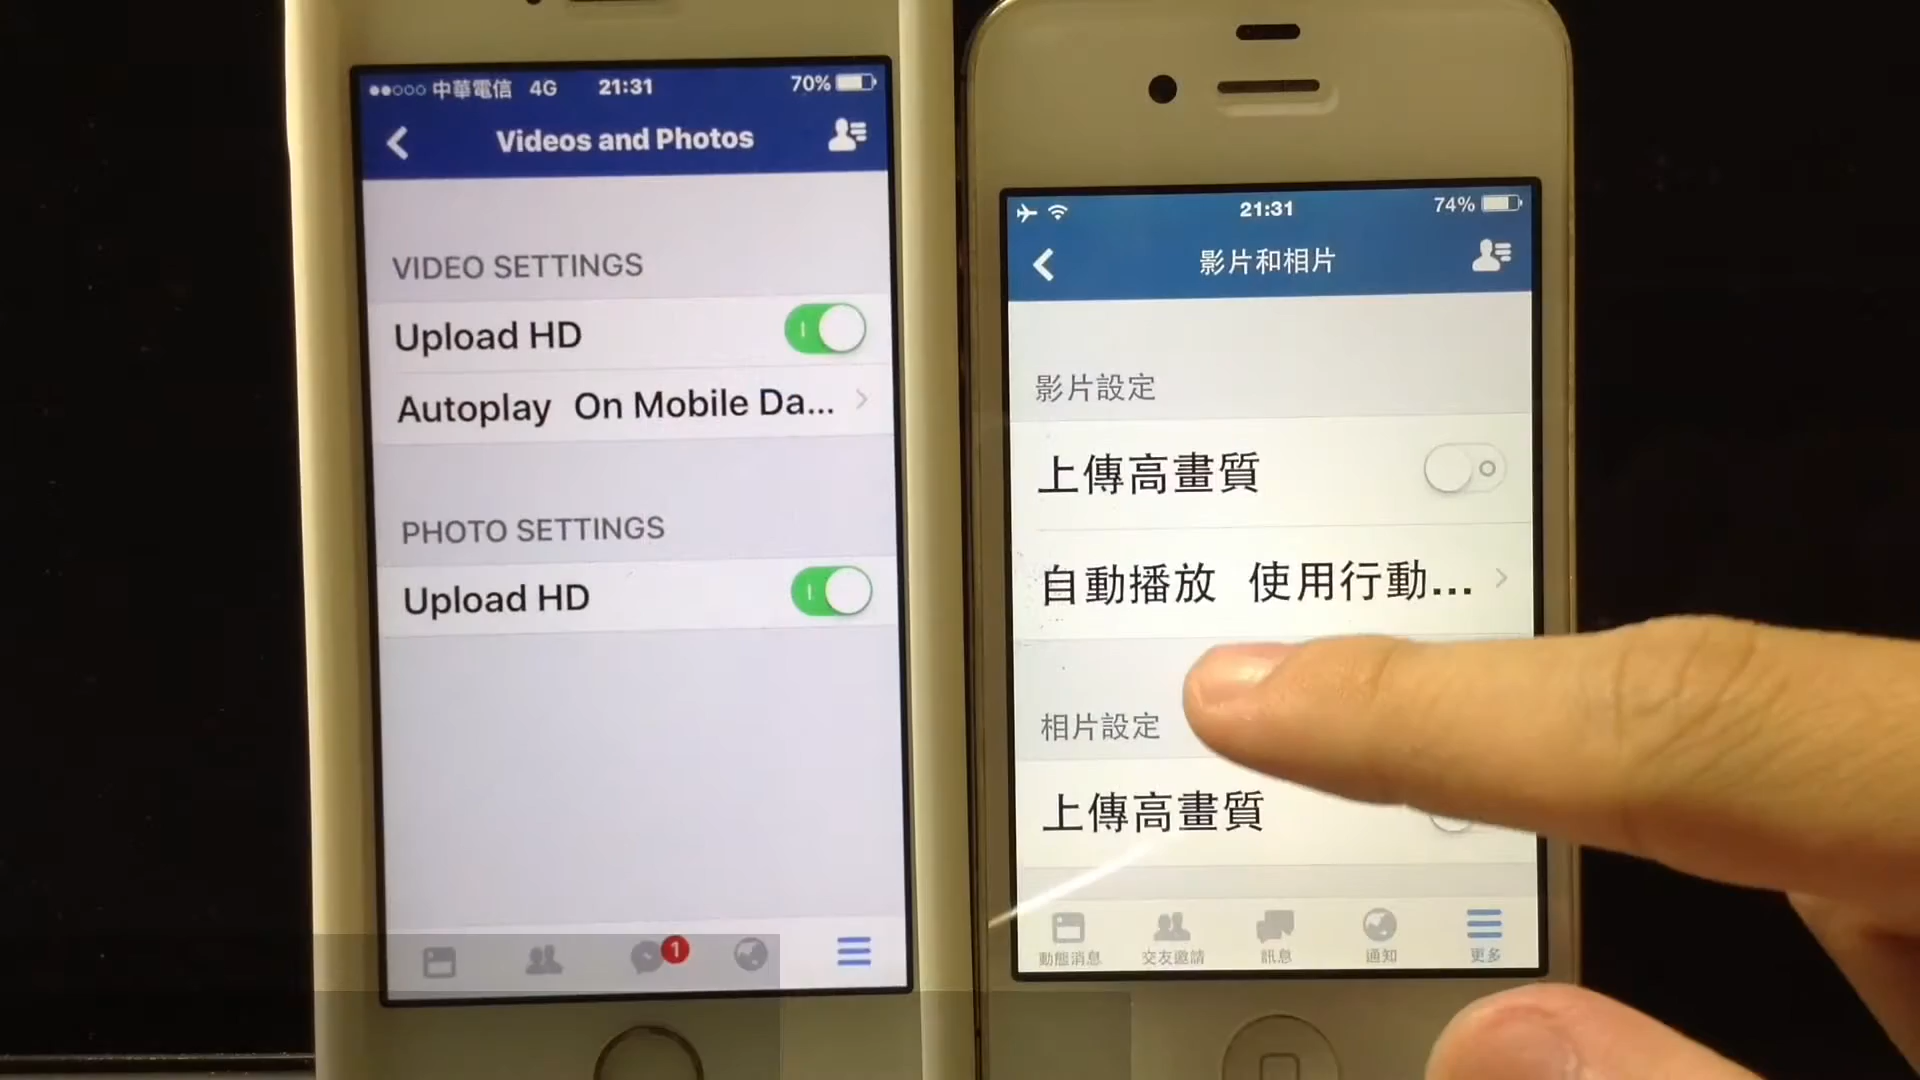 中華電信 4G 21:31 70%
Videos and Photos
VIDEO SETTINGS
Upload HD
Autoplay On Mobile Da...
PHOTO SETTINGS
Upload HD
1
21:31 74%
影片和相片
影片設定
上傳高畫質
自動播放 使用行動...
相片設定
上傳高畫質
動態消息 交友邀請 訊息 通知 更多